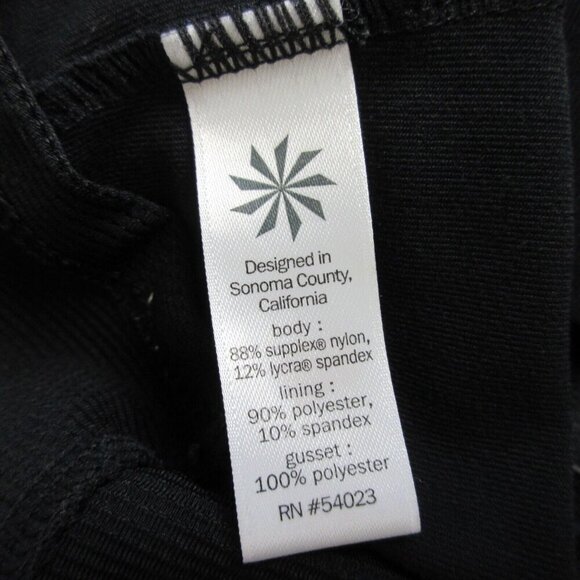 Designed in
Sonoma County,
California
body :
88% supplex® nylon,
12% lycra® spandex
lining :
90% polyester,
10% spandex
gusset :
100% polyester
RN #54023